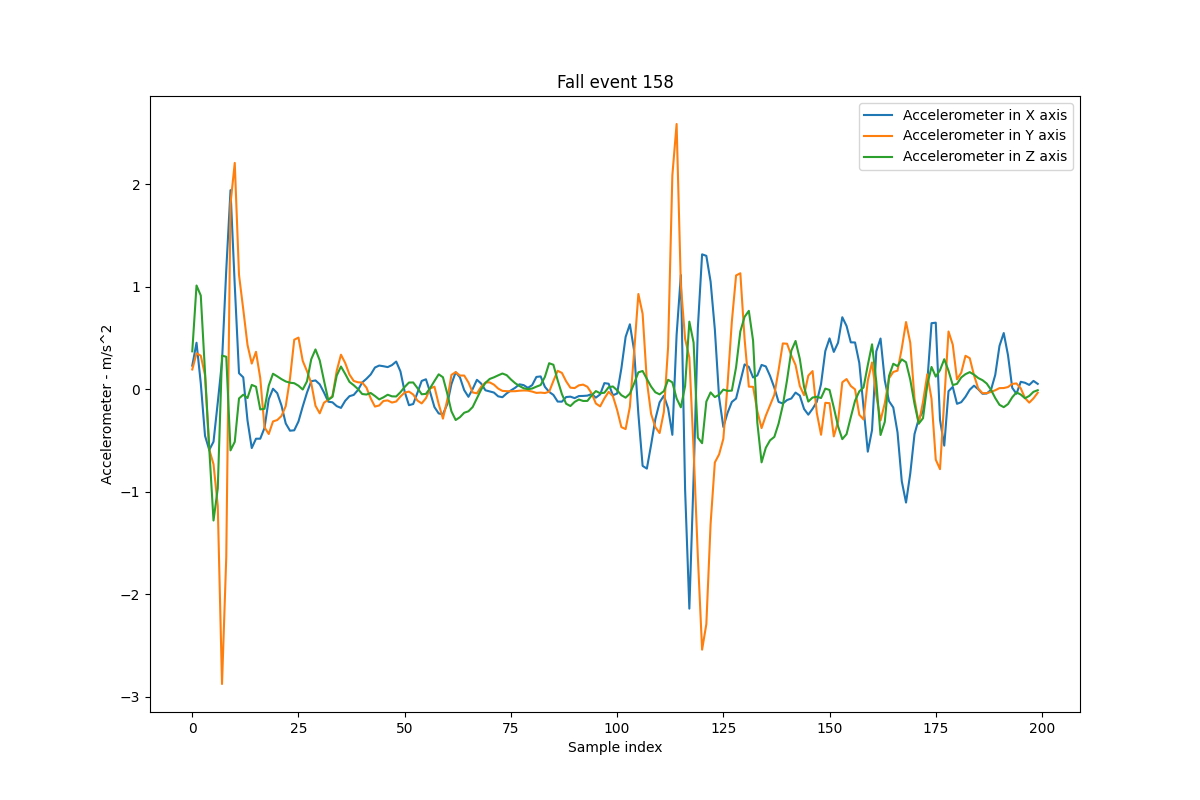 Fall event 158
Accelerometer in X axis
Accelerometer in Y axis
Accelerometer in Z axis
Accelerometer - m/s^2
2
1
0
−1
−2
−3
0 25 50 75 100 125 150 175 200
Sample index